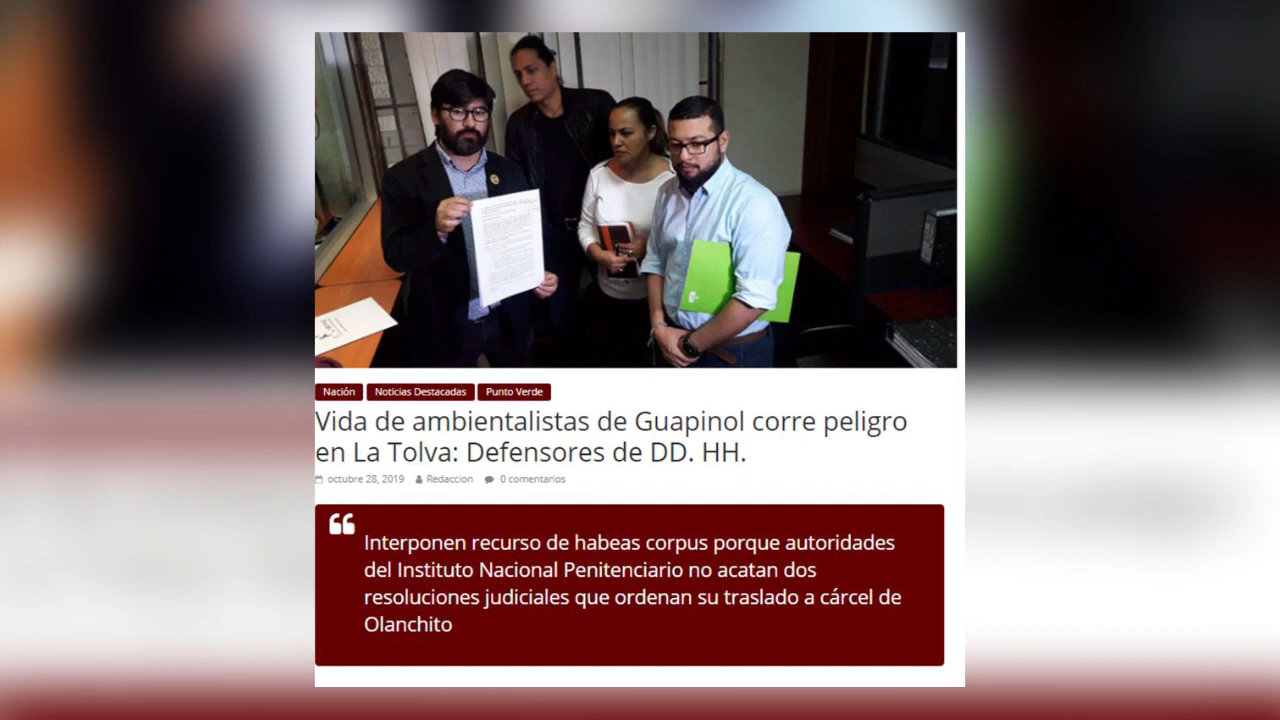 Nación Noticias Destacadas Punto Verde
Vida de ambientalistas de Guapinol corre peligro
en La Tolva: Defensores de DD. HH.
octubre 28, 2019 Redaccion 0 comentarios
Interponen recurso de habeas corpus porque autoridades
del Instituto Nacional Penitenciario no acatan dos
resoluciones judiciales que ordenan su traslado a cárcel de
Olanchito